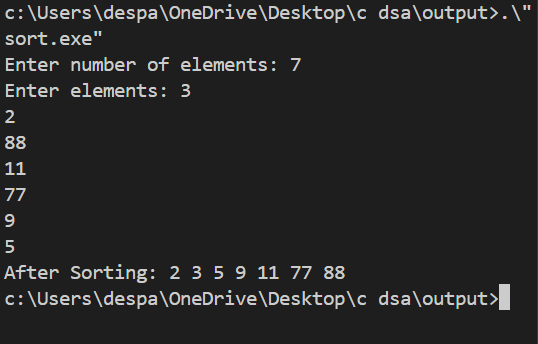 c:\Users\despa\OneDrive\Desktop\c dsa\output>.\"
sort.exe"
Enter number of elements: 7
Enter elements: 3
2
88
11
77
9
5
After Sorting: 2 3 5 9 11 77 88
c:\Users\despa\OneDrive\Desktop\c dsa\output>